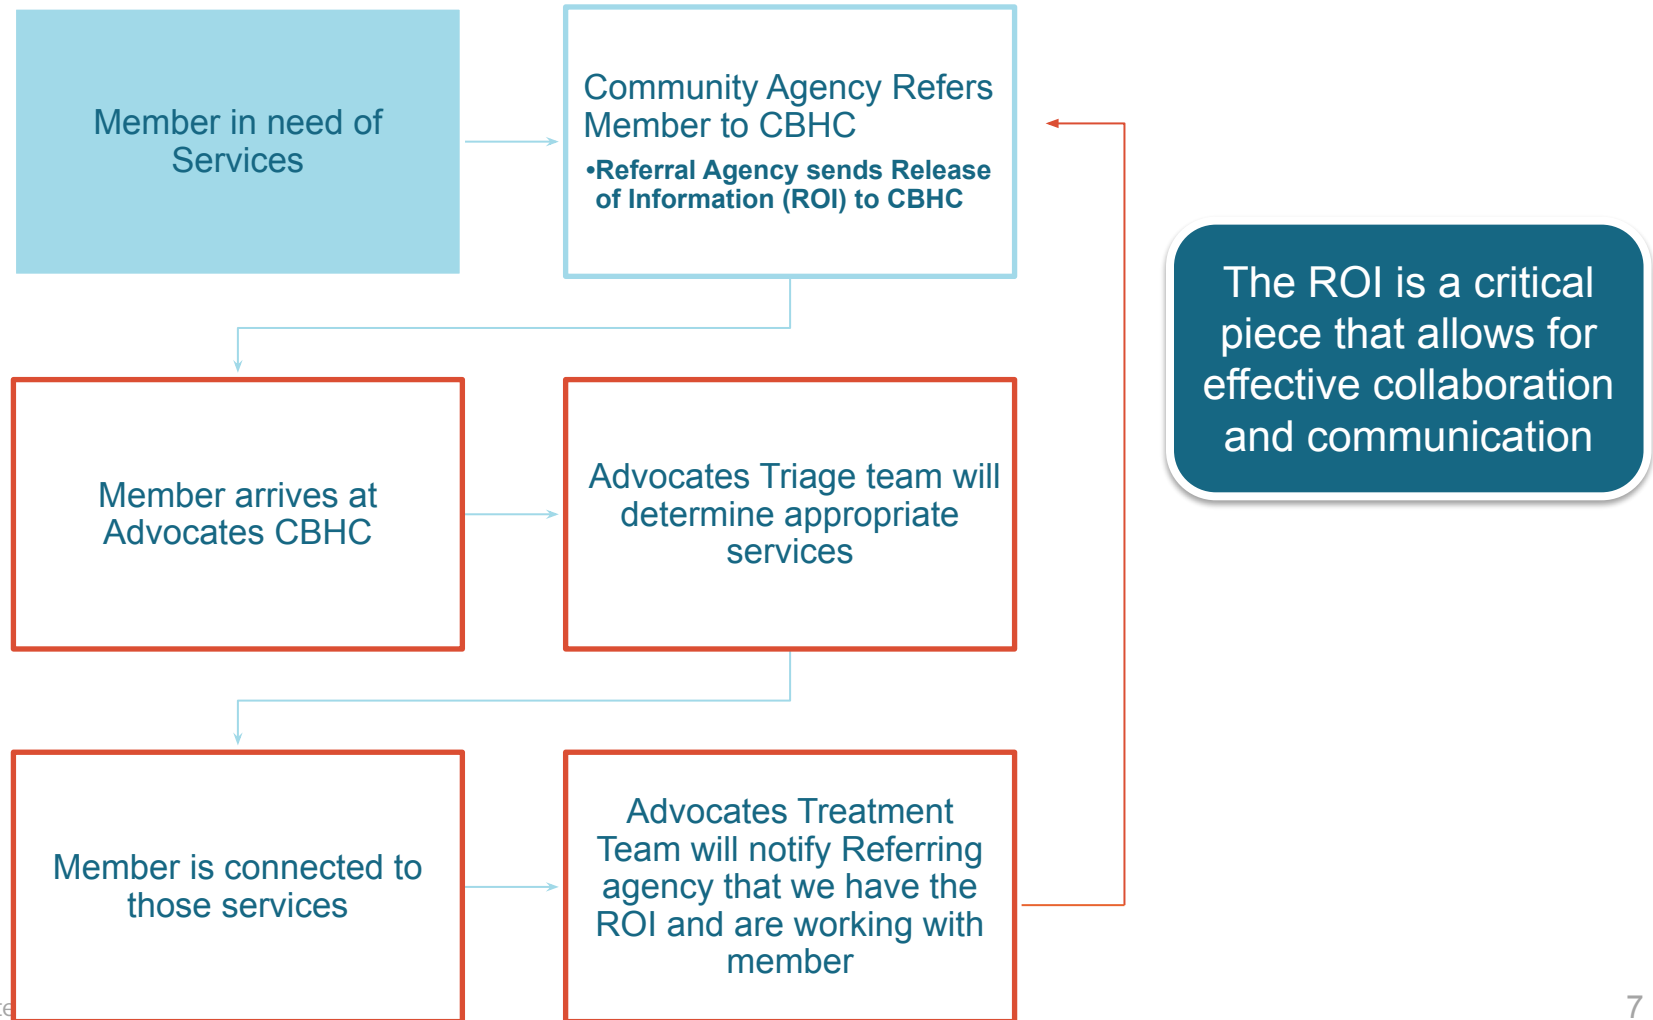 Member in need of
Services
Community Agency Refers
Member to CBHC
•Referral Agency sends Release
of Information (ROI) to CBHC
The ROI is a critical
piece that allows for
effective collaboration
and communication
Member arrives at
Advocates CBHC
Advocates Triage team will
determine appropriate
services
Member is connected to
those services
Advocates Treatment
Team will notify Referring
agency that we have the
ROI and are working with
member
7